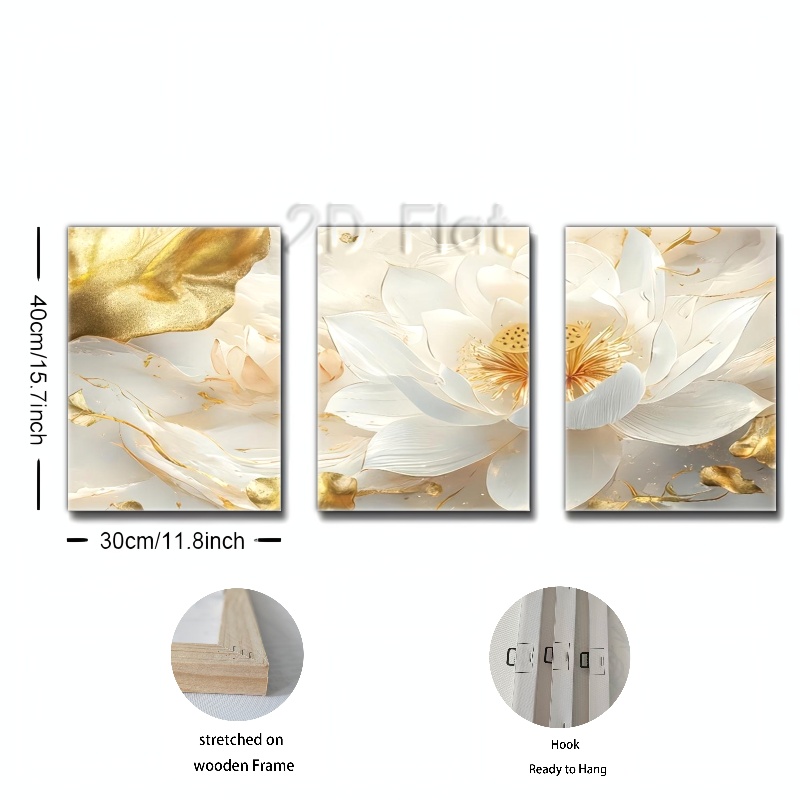 2D Flat
40cm/15.7inch
30cm/11.8inch
stretched on
wooden Frame
Hook
Ready to Hang